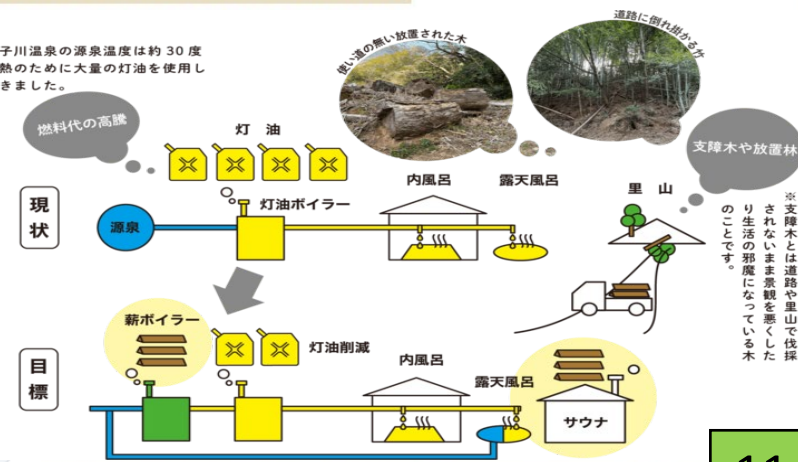 子川温泉の源泉温度は約30度
熱のために大量の灯油を使用し
きました。
使い道の無い放置された木
道路に倒れ掛かる竹
燃料代の高騰
灯 油
支障木や放置林
現状
源泉
灯油ボイラー
内風呂
露天風呂
里 山
※支障木とは道路や里山で伐採
されないまま景観を悪くした
り生活の邪魔になっている木
のことです。
目標
薪ボイラー
灯油削減
内風呂
露天風呂
サウナ
11